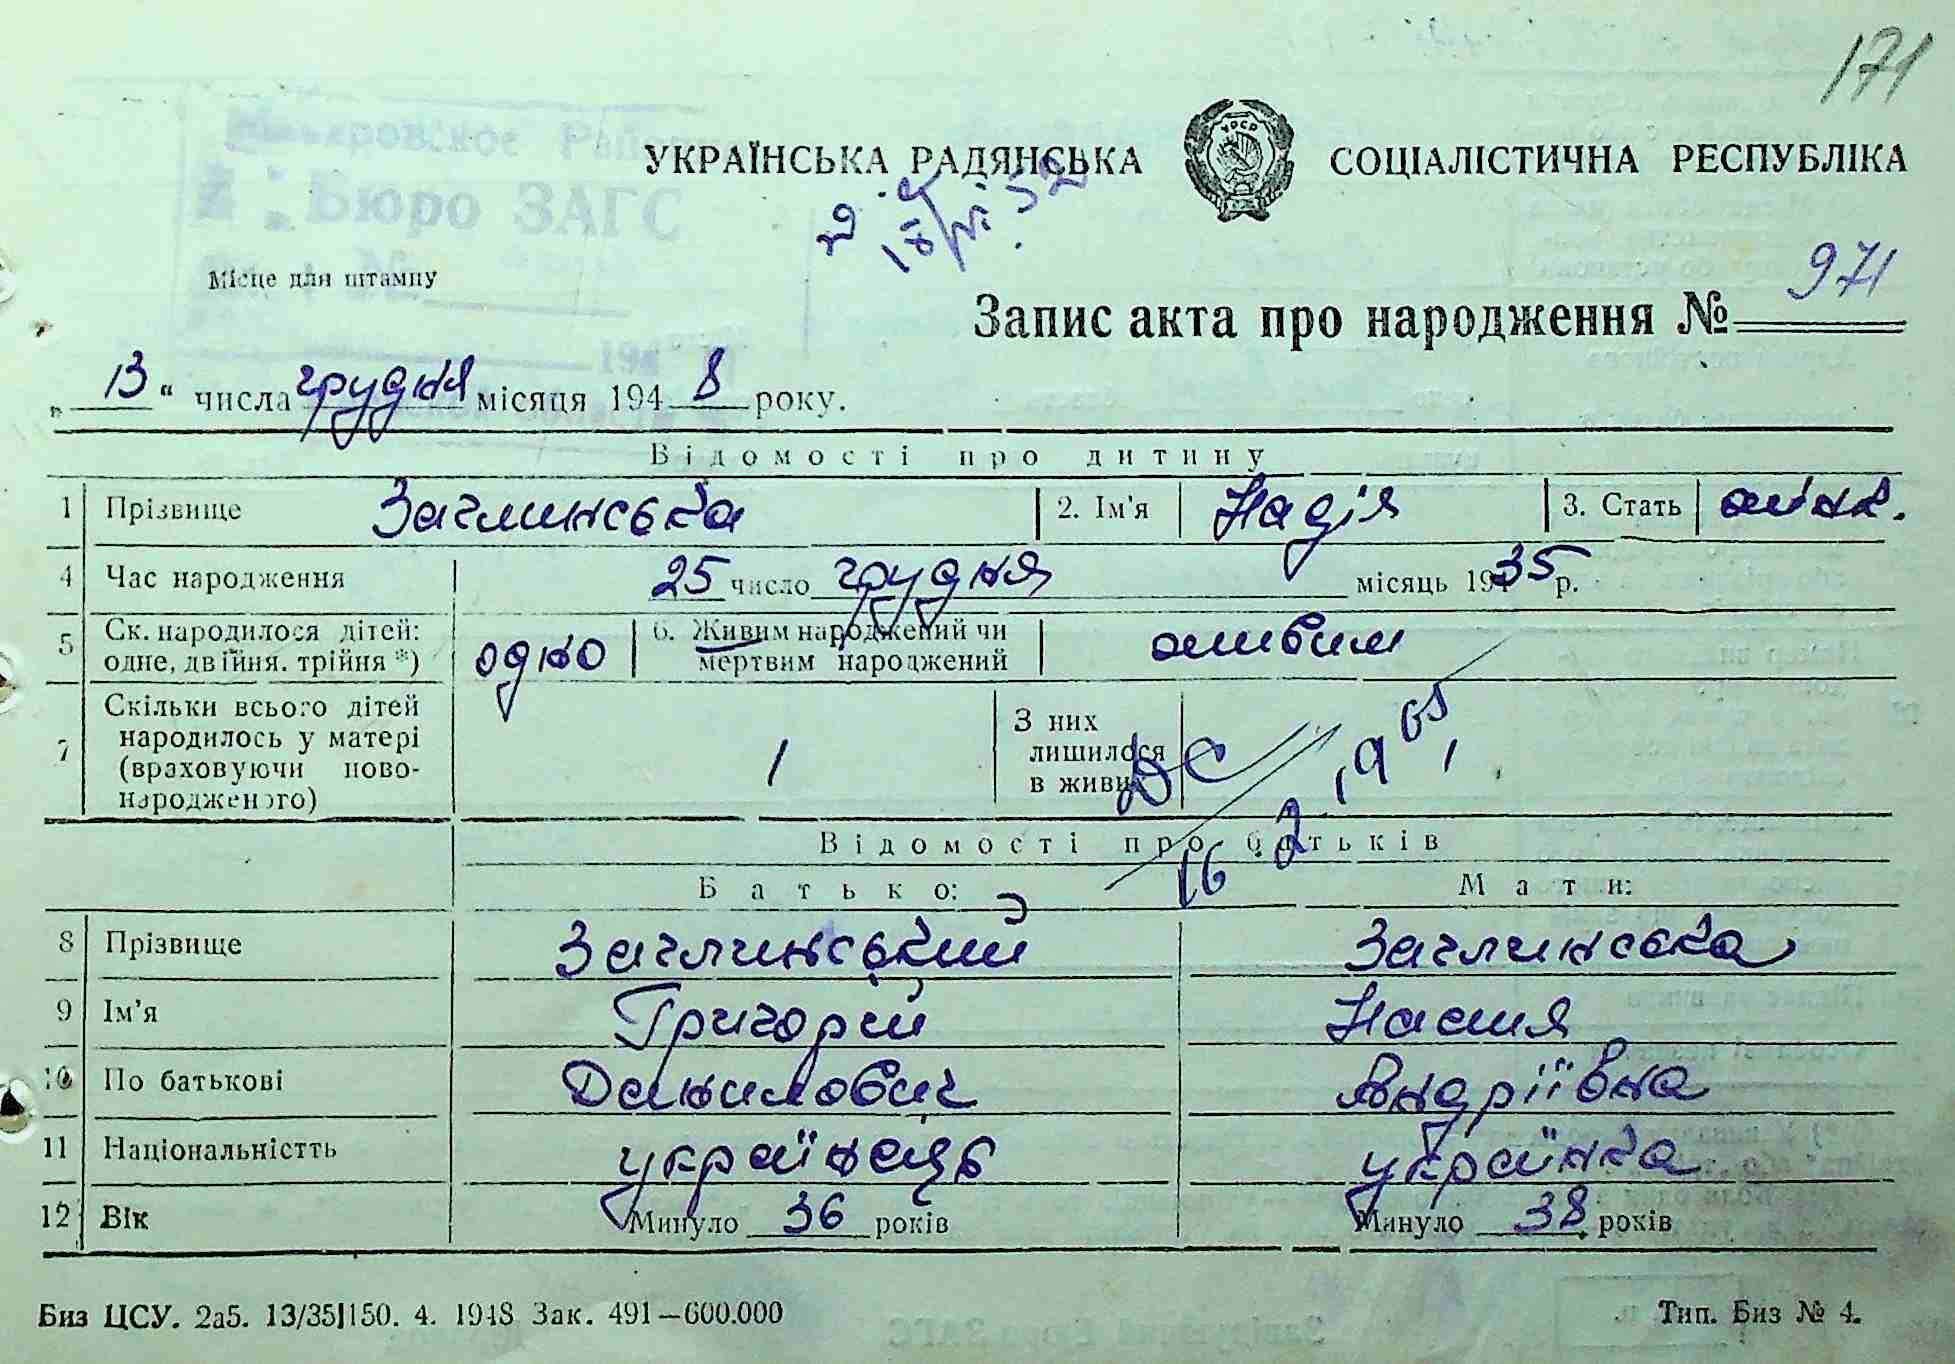 171
УКРАЇНСЬКА РАДЯНСЬКА СОЦІАЛІСТИЧНА РЕСПУБЛІКА
Бюро ЗАГС
Місце для штампу
Запис акта про народження № 971
„ 13 “ числа грудня місяця 1948 року.
Відомості про дитину
1 Прізвище Заглинська 2. Ім'я Надія 3. Стать жінк.
4 Час народження 25 число грудня місяць 1935 р.
5 Ск. народилося дітей: одно 6. Живим народжений чи живим
одне, двійня. трійня *) мертвим народжений
7 Скільки всього дітей 1 З них
народилось у матері лишилося
(враховуючи ново- в живих
народженого)
16.2.1965
Відомості про батьків
Батько: Мати:
8 Прізвище Заглинський Заглинська
9 Ім'я Григорій Настя
10 По батькові Данилович Андріївна
11 Національністть українець українка
12 Вік Минуло 36 років Минуло 38 років
Биз ЦСУ. 2а5. 13/35]150. 4. 1948 Зак. 491—600.000 Тип. Биз № 4.